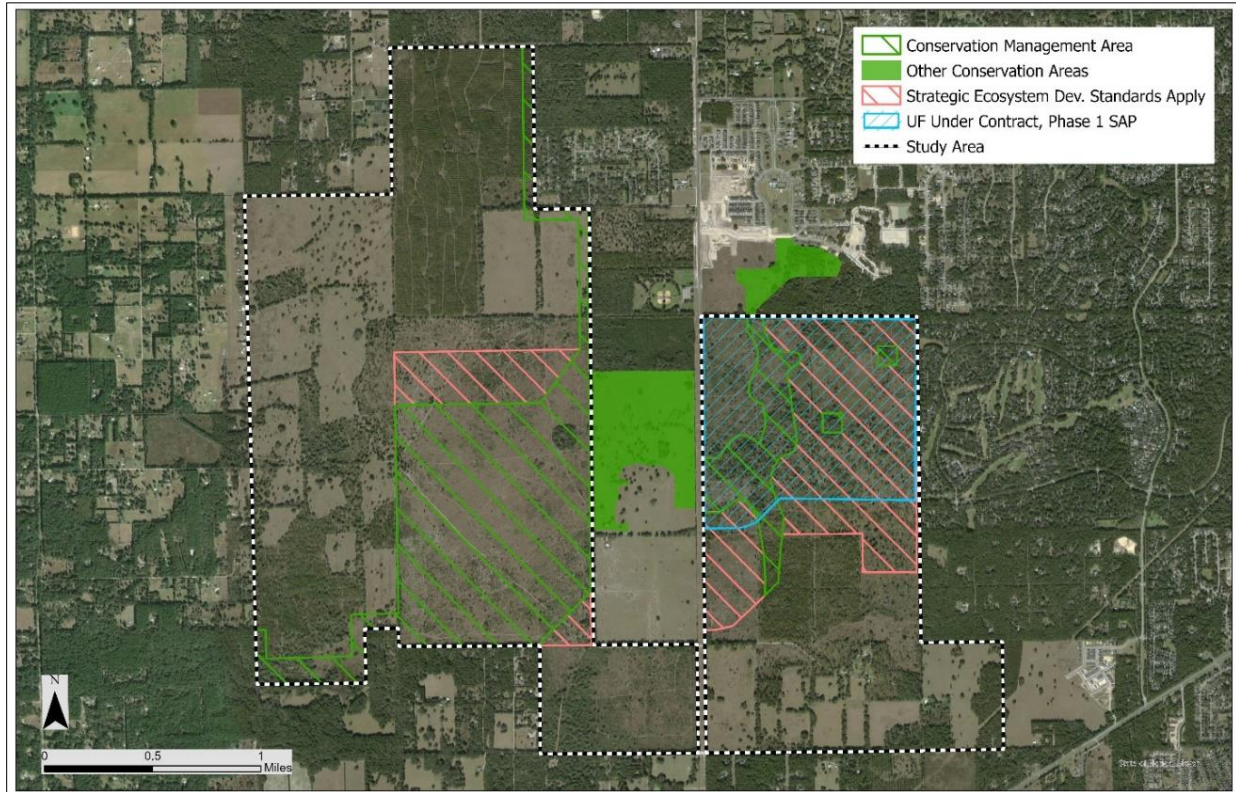 Conservation Management Area
Other Conservation Areas
Strategic Ecosystem Dev. Standards Apply
UF Under Contract, Phase 1 SAP
Study Area
N
0 0.5 1
Miles